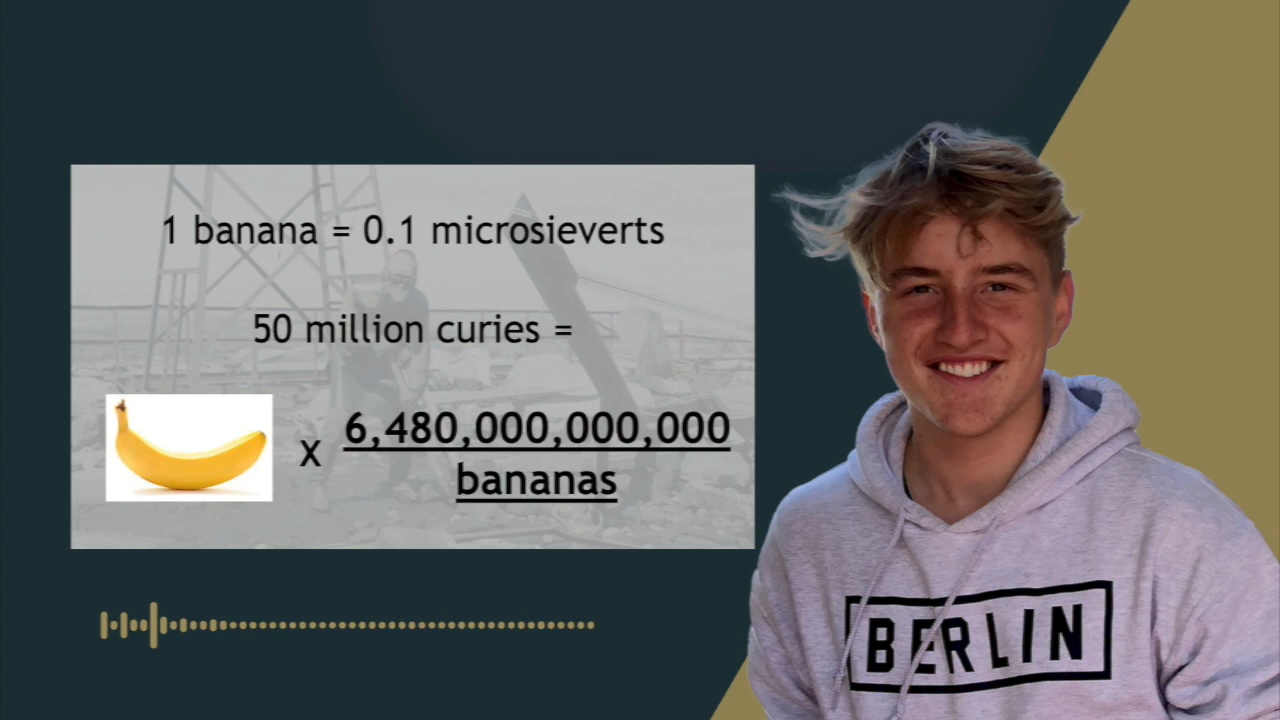 1 banana = 0.1 microsieverts
50 million curies =
x 6,480,000,000,000
bananas
BERLIN